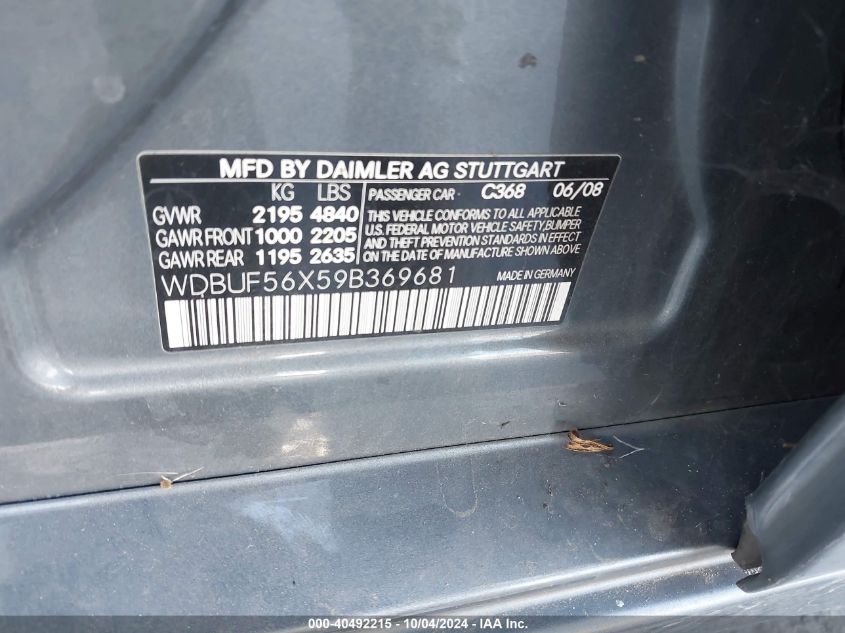 MFD BY DAIMLER AG STUTTGART
KG LBS PASSENGER CAR - C368 06/08
GVWR 2195 4840 THIS VEHICLE CONFORMS TO ALL APPLICABLE
GAWR FRONT 1000 2205 U.S. FEDERAL MOTOR VEHICLE SAFETY, BUMPER
AND THEFT PREVENTION STANDARDS IN EFFECT
GAWR REAR 1195 2635 ON THE DATE OF MANUFACTURE SHOWN ABOVE
WDBUF56X59B369681 MADE IN GERMANY
000-40492215 - 10/04/2024 - IAA Inc.